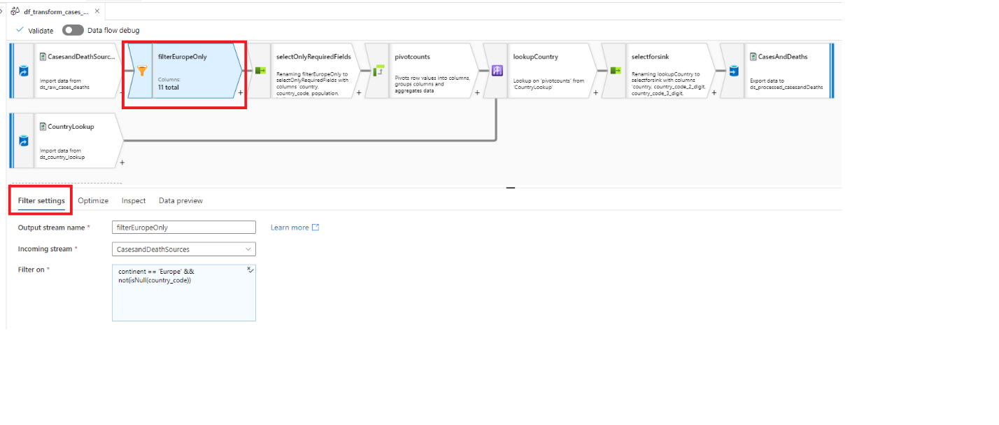 df_transform_cases_...
Validate
Data flow debug
CasesandDeathSourc...
Import data from
ds_raw_cases_deaths
filterEuropeOnly
Columns:
11 total
+
selectOnlyRequiredFields
Renaming filterEuropeOnly to
selectOnlyRequiredFields with
columns 'country,
country_code, population,
+
pivotcounts
Pivots row values into columns,
groups columns and
aggregates data
+
lookupCountry
Lookup on 'pivotcounts' from
'CountryLookup'
+
selectforsink
Renaming lookupCountry to
selectforsink with columns
'country, country_code_2_digit,
country_code_3_digit,
+
CasesAndDeaths
Export data to
ds_processed_casesandDeaths
CountryLookup
Import data from
ds_country_lookup
+
Filter settings
Optimize
Inspect
Data preview
Output stream name *
filterEuropeOnly
Learn more
Incoming stream *
CasesandDeathSources
Filter on *
continent == 'Europe' &&
not(isNull(country_code))